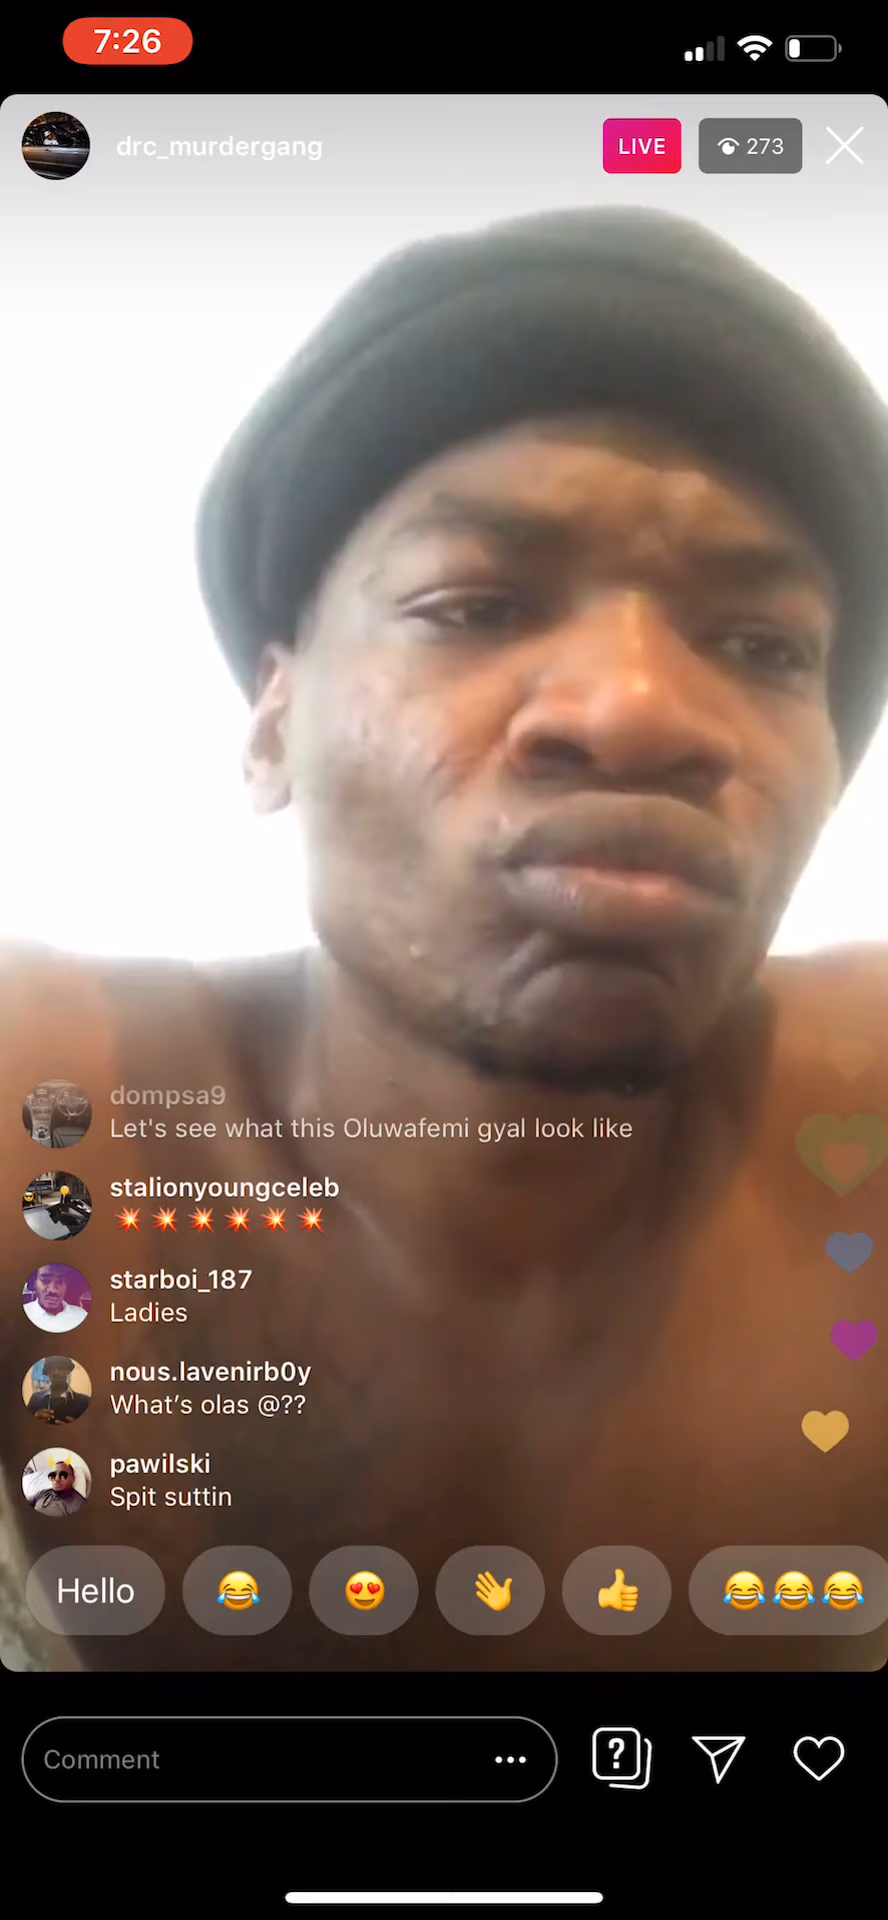 7:26
drc_murdergang
LIVE
273
dompsa9
Let's see what this Oluwafemi gyal look like
stalionyoungceleb
💥💥💥💥💥💥
starboi_187
Ladies
nous.lavenirb0y
What's olas @??
pawilski
Spit suttin
Hello 😂 😍 👋 👍 😂😂😂
Comment